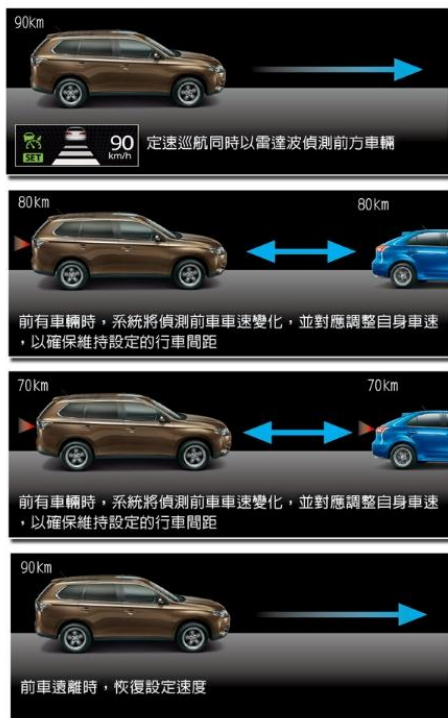 90km
SET
90
km/h
定速巡航同時以雷達波偵測前方車輛
80km
80km
前有車輛時，系統將偵測前車車速變化，並對應調整自身車速
，以確保維持設定的行車間距
70km
70km
前有車輛時，系統將偵測前車車速變化，並對應調整自身車速
，以確保維持設定的行車間距
90km
前車遠離時，恢復設定速度